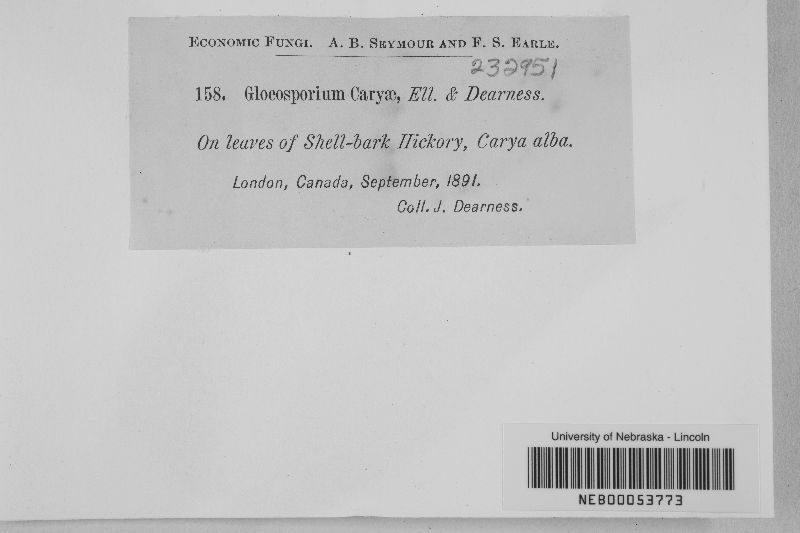 Economic Fungi. A. B. Seymour and F. S. Earle.
232951
158. Gloeosporium Caryæ, Ell. & Dearness.
On leaves of Shell-bark Hickory, Carya alba.
London, Canada, September, 1891.
Coll. J. Dearness.
University of Nebraska - Lincoln
NEB00053773